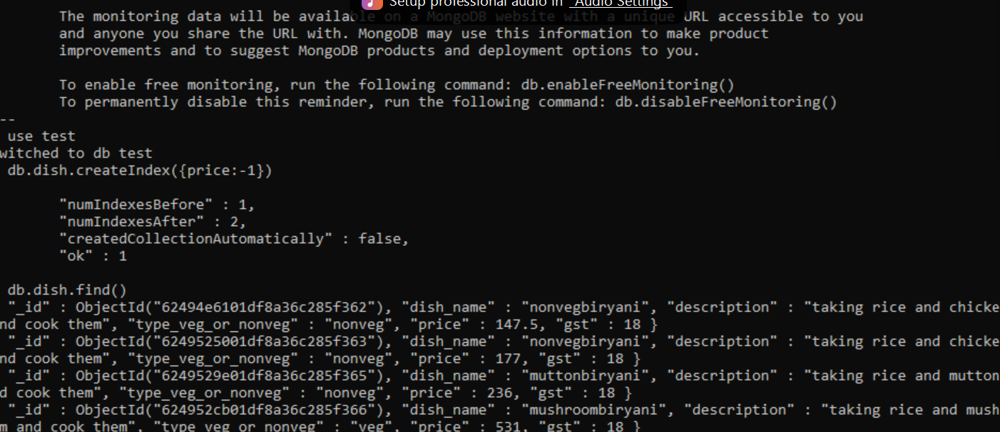 Setup professional audio in "Audio Settings"
The monitoring data will be available on a MongoDB website with a unique URL accessible to you
and anyone you share the URL with. MongoDB may use this information to make product
improvements and to suggest MongoDB products and deployment options to you.
To enable free monitoring, run the following command: db.enableFreeMonitoring()
To permanently disable this reminder, run the following command: db.disableFreeMonitoring()
--
use test
witched to db test
db.dish.createIndex({price:-1})
"numIndexesBefore" : 1,
"numIndexesAfter" : 2,
"createdCollectionAutomatically" : false,
"ok" : 1
db.dish.find()
"_id" : ObjectId("62494e6101df8a36c285f362"), "dish_name" : "nonvegbiryani", "description" : "taking rice and chicke
nd cook them", "type_veg_or_nonveg" : "nonveg", "price" : 147.5, "gst" : 18 }
"_id" : ObjectId("6249525001df8a36c285f363"), "dish_name" : "nonvegbiryani", "description" : "taking rice and chicke
nd cook them", "type_veg_or_nonveg" : "nonveg", "price" : 177, "gst" : 18 }
"_id" : ObjectId("6249529e01df8a36c285f365"), "dish_name" : "muttonbiryani", "description" : "taking rice and mutton
d cook them", "type_veg_or_nonveg" : "nonveg", "price" : 236, "gst" : 18 }
"_id" : ObjectId("624952cb01df8a36c285f366"), "dish_name" : "mushroombiryani", "description" : "taking rice and mush
m and cook them", "type_veg_or_nonveg" : "veg", "price" : 531, "gst" : 18 }